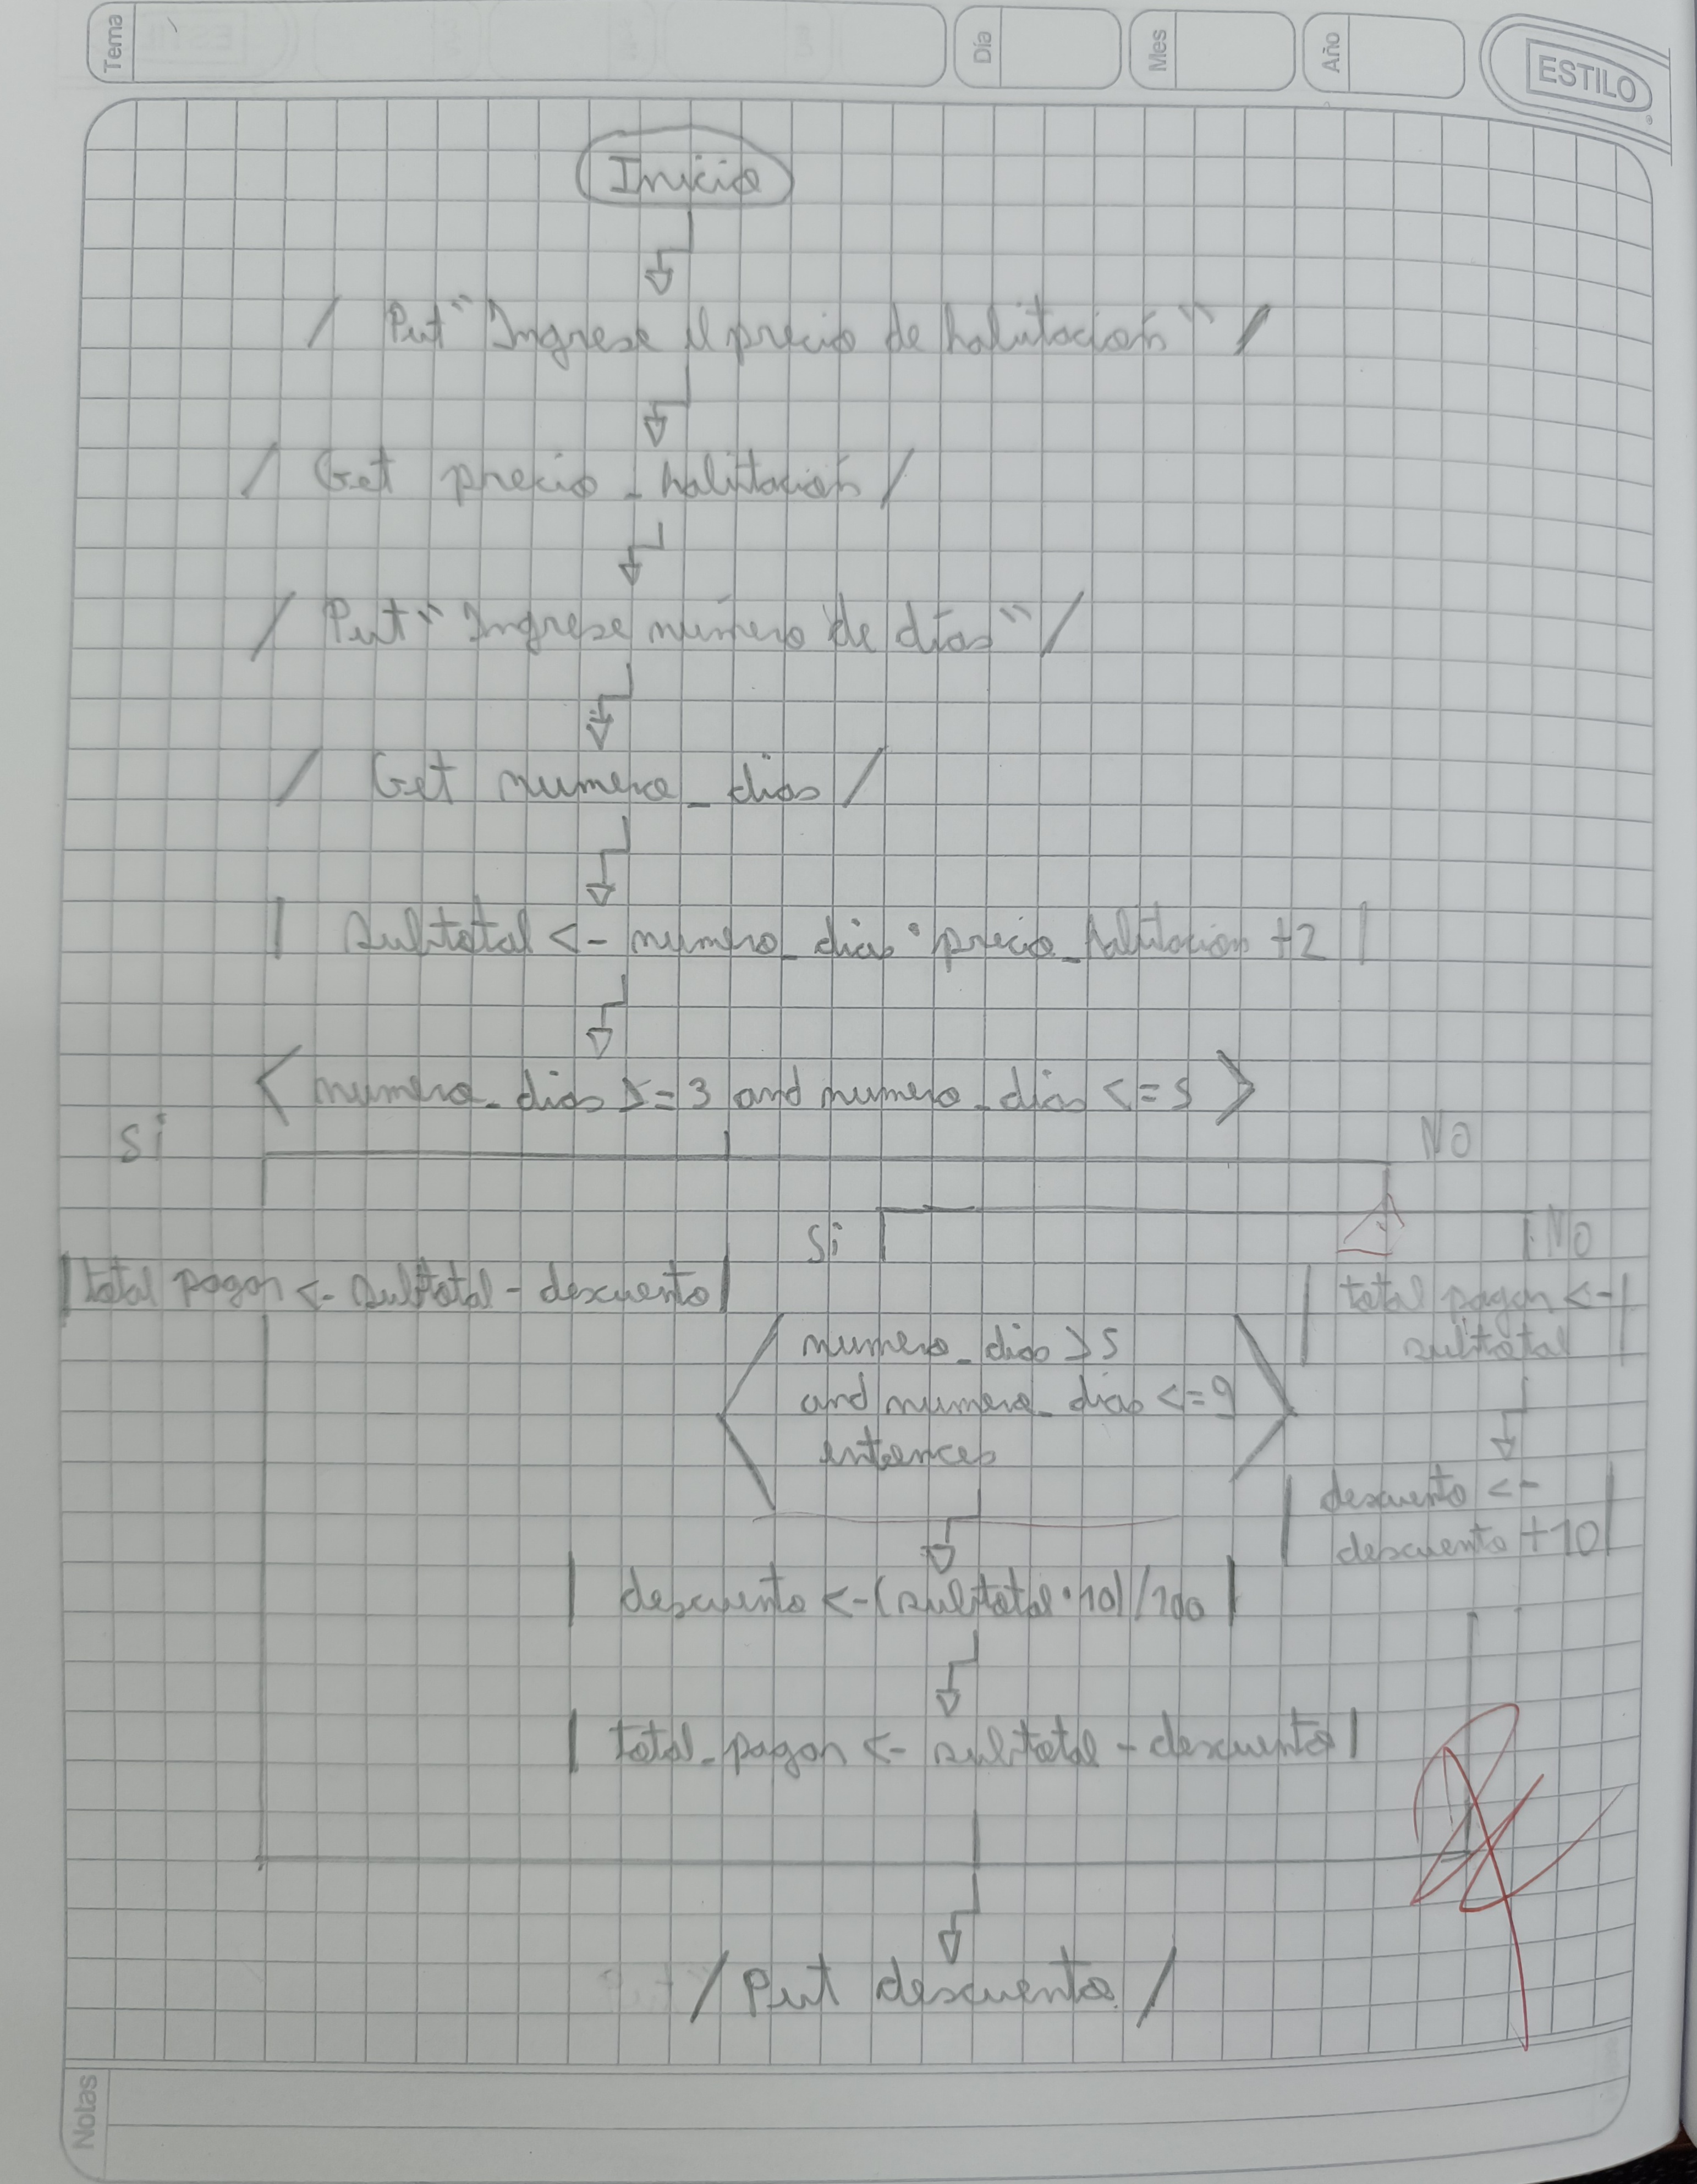 Tema
Día
Mes
Año
ESTILO
Inicio
/ Put "Ingrese el precio de habitación" /
/ Get precio_habitación /
/ Put "Ingrese número de días" /
/ Get numero_dias /
| subtotal <- numero_dias * precio_habitacion +2 |
< numero_dias >=3 and numero_dias <=5 >
Si
No
Si
No
| total pagar <- subtotal - descuento |
| total pagar <- |
subtotal
numero_dias >5
and numero_dias <=9
entonces
descuento <-
descuento +10
| descuento <-(subtotal*10)/100 |
| total_pagar <- subtotal - descuento |
/ Put descuento /
Notas